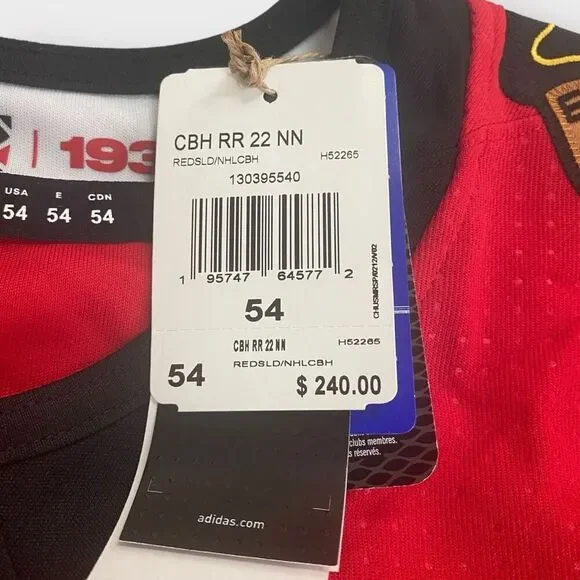 CBH RR 22 NN
REDSLD/NHLCBH H52265
130395540
1 95747 64577 2
54
CBH RR 22 NN H52265
REDSLD/NHLCBH
54 $ 240.00
adidas.com
USA E CDN
54 54 54
clubs membres.
réservés.